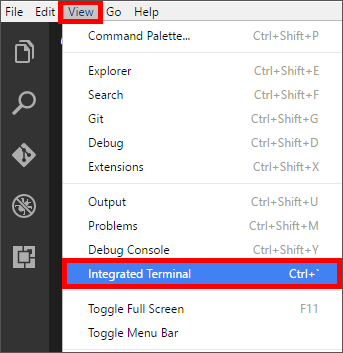 File Edit View Go Help
Command Palette... Ctrl+Shift+P
Explorer Ctrl+Shift+E
Search Ctrl+Shift+F
Git Ctrl+Shift+G
Debug Ctrl+Shift+D
Extensions Ctrl+Shift+X
Output Ctrl+Shift+U
Problems Ctrl+Shift+M
Debug Console Ctrl+Shift+Y
Integrated Terminal Ctrl+`
Toggle Full Screen F11
Toggle Menu Bar